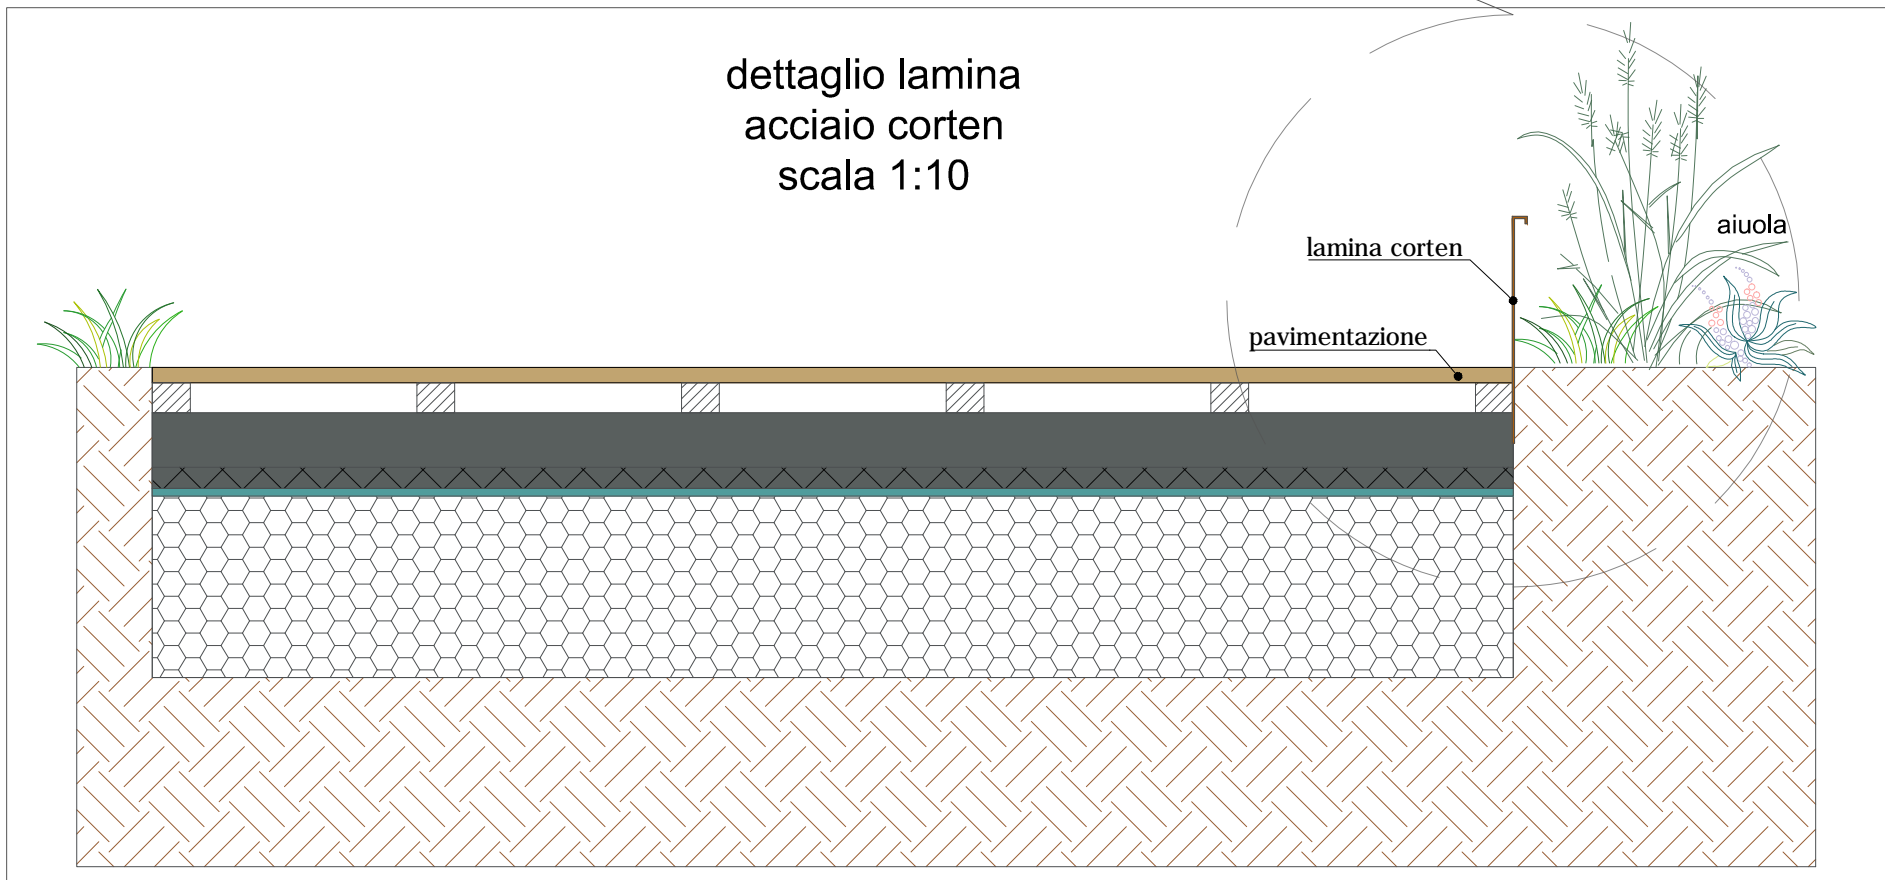 dettaglio lamina
acciaio corten
scala 1:10
aiuola
lamina corten
pavimentazione